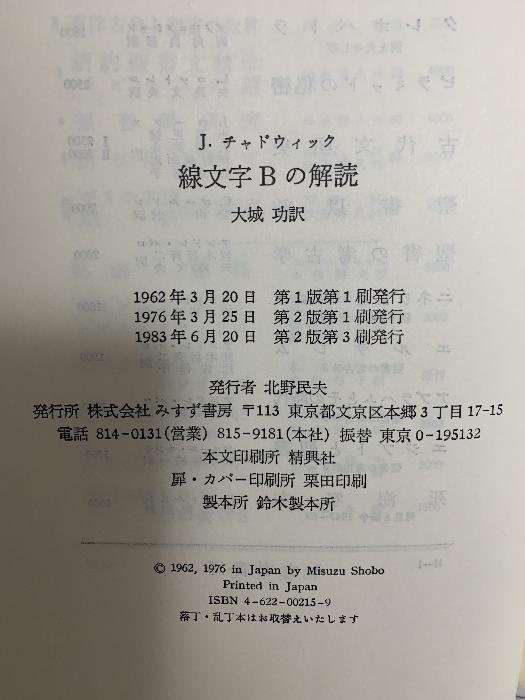 J. チャドウィック
線文字Bの解読
大城 功訳
1962年3月20日 第1版第1刷発行
1976年3月25日 第2版第1刷発行
1983年6月20日 第2版第3刷発行
発行者 北野民夫
発行所 株式会社 みすず書房 〒113 東京都文京区本郷3丁目17-15
電話 814-0131(営業) 815-9181(本社) 振替 東京0-195132
本文印刷所 精興社
扉・カバー印刷所 栗田印刷
製本所 鈴木製本所
© 1962, 1976 in Japan by Misuzu Shobo
Printed in Japan
ISBN 4-622-00215-9
落丁・乱丁本はお取替えいたします